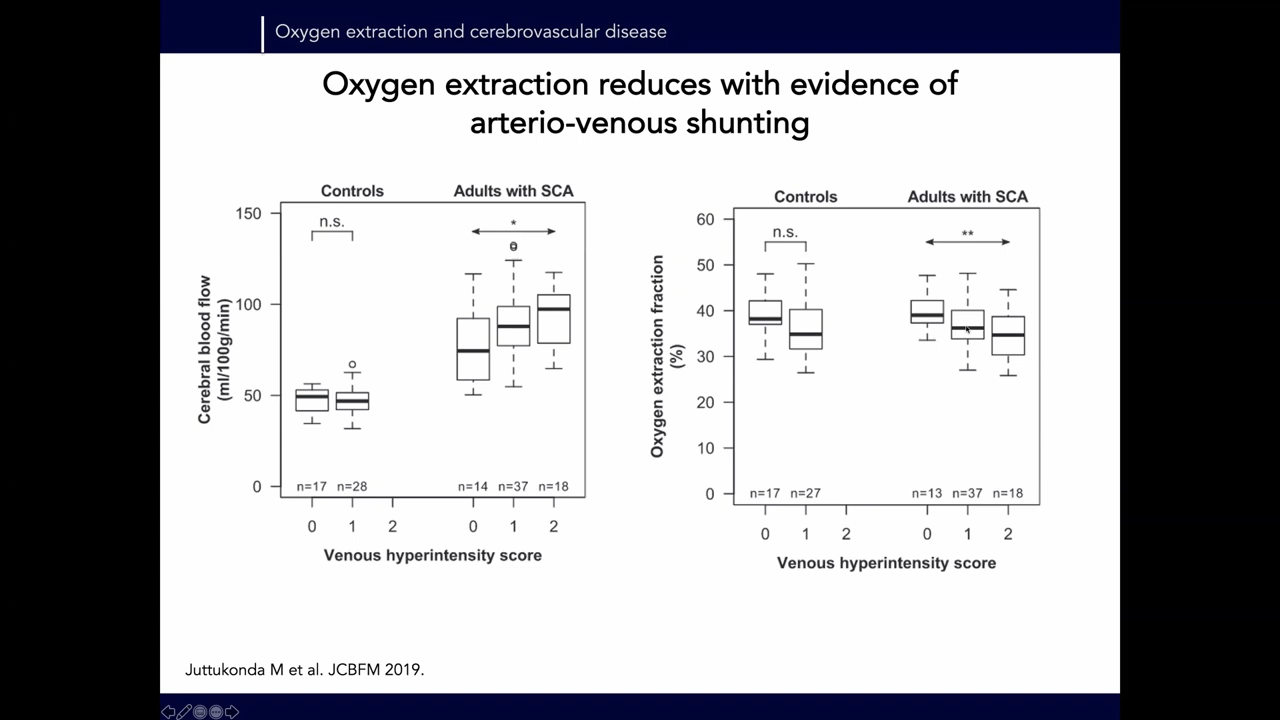 Oxygen extraction and cerebrovascular disease
Oxygen extraction reduces with evidence of
arterio-venous shunting
Controls
Adults with SCA
n.s.
*
150
100
50
0
Cerebral blood flow
(ml/100g/min)
n=17 n=28 n=14 n=37 n=18
0 1 2 0 1 2
Venous hyperintensity score
Controls
Adults with SCA
n.s.
**
60
50
40
30
20
10
0
Oxygen extraction fraction
(%)
n=17 n=27 n=13 n=37 n=18
0 1 2 0 1 2
Venous hyperintensity score
Juttukonda M et al. JCBFM 2019.